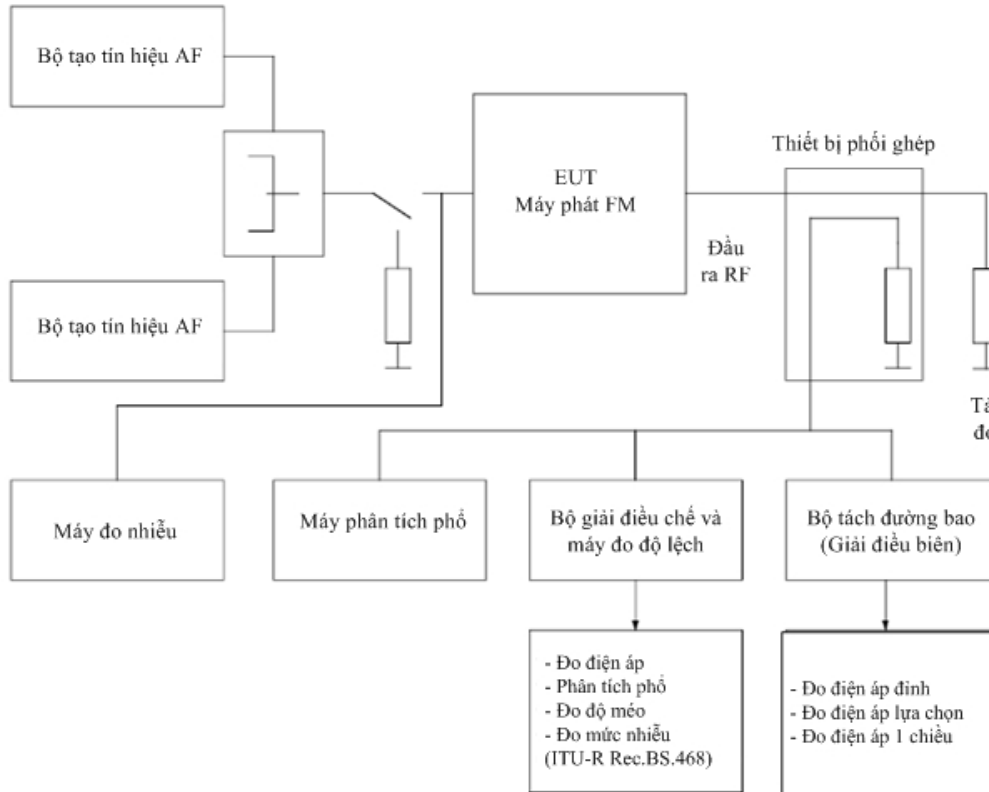 Bộ tạo tín hiệu AF
Thiết bị phối ghép
EUT
Máy phát FM
Đầu
ra RF
Bộ tạo tín hiệu AF
Máy đo nhiễu
Máy phân tích phổ
Bộ giải điều chế và
máy đo độ lệch
Bộ tách đường bao
(Giải điều biên)
- Đo điện áp
- Phân tích phổ
- Đo độ méo
- Đo mức nhiễu
(ITU-R Rec.BS.468)
- Đo điện áp đỉnh
- Đo điện áp lựa chọn
- Đo điện áp 1 chiều